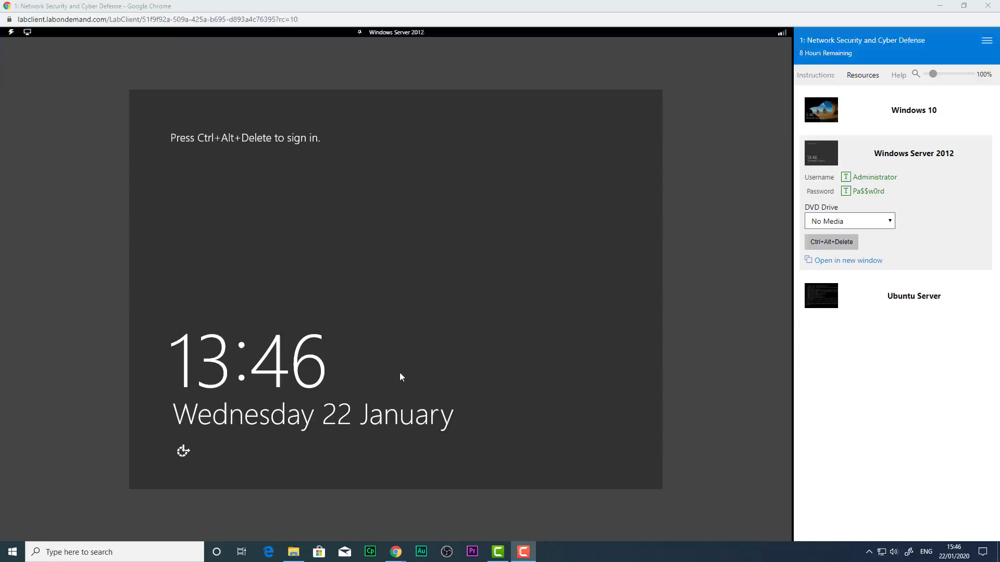 1: Network Security and Cyber Defense - Google Chrome
labclient.labondemand.com/LabClient/51f9f92a-509a-425a-b695-d893a4c76395?rc=10
Windows Server 2012
1: Network Security and Cyber Defense
8 Hours Remaining
Instructions Resources Help 100%
Windows 10
Windows Server 2012
Username T Administrator
Password T Pa$$w0rd
DVD Drive
No Media
Ctrl+Alt+Delete
Open in new window
Ubuntu Server
Press Ctrl+Alt+Delete to sign in.
13:46
Wednesday 22 January
Type here to search
Cp
Au
Pr
ENG
15:46
22/01/2020